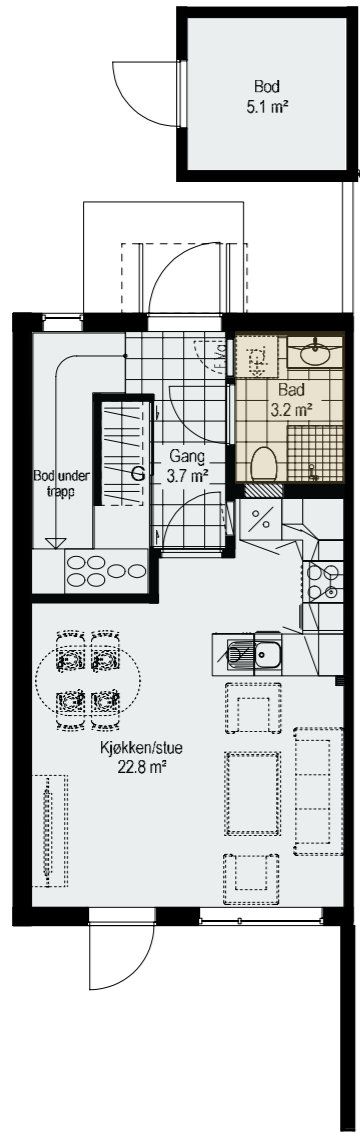 Bod
5.1 m²
Bad
3.2 m²
Gang
3.7 m²
G
Bod under
trapp
Kjøkken/stue
22.8 m²